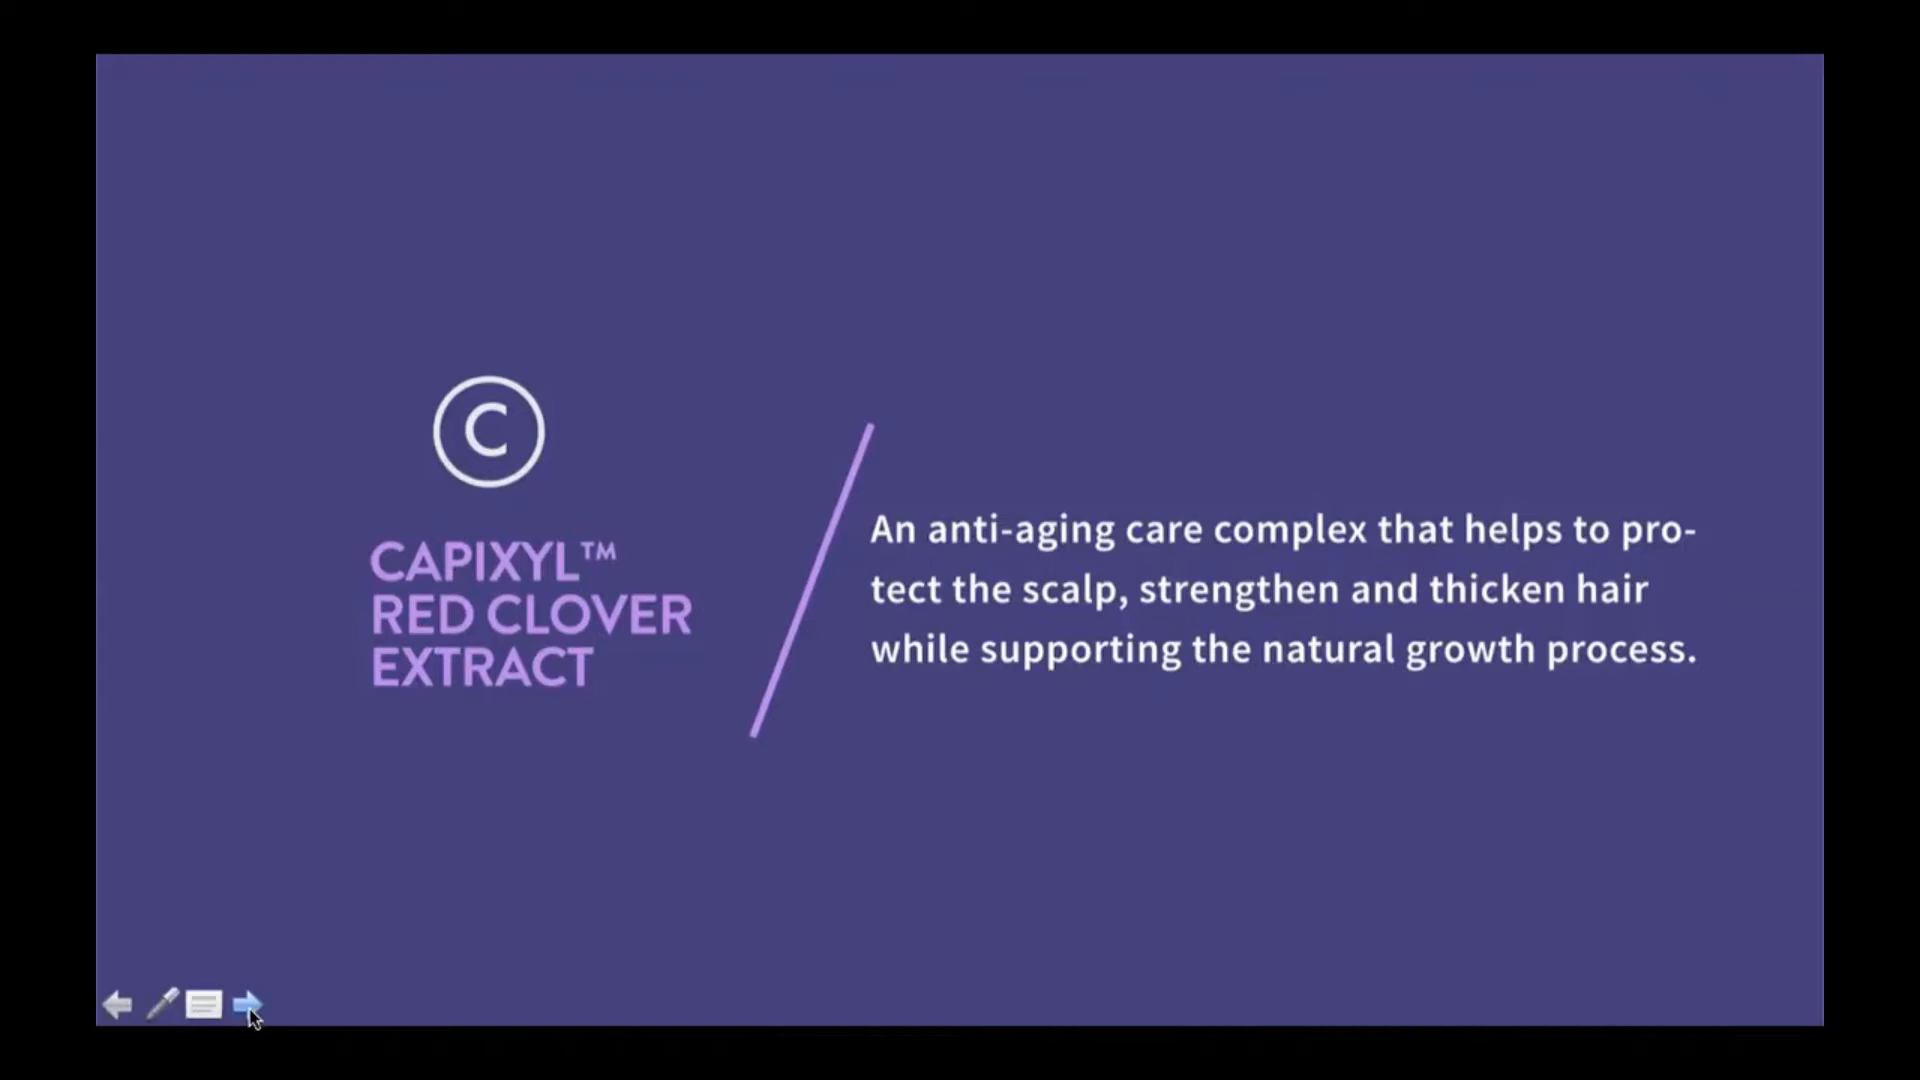 C
CAPIXYL™
RED CLOVER
EXTRACT
An anti-aging care complex that helps to pro-
tect the scalp, strengthen and thicken hair
while supporting the natural growth process.